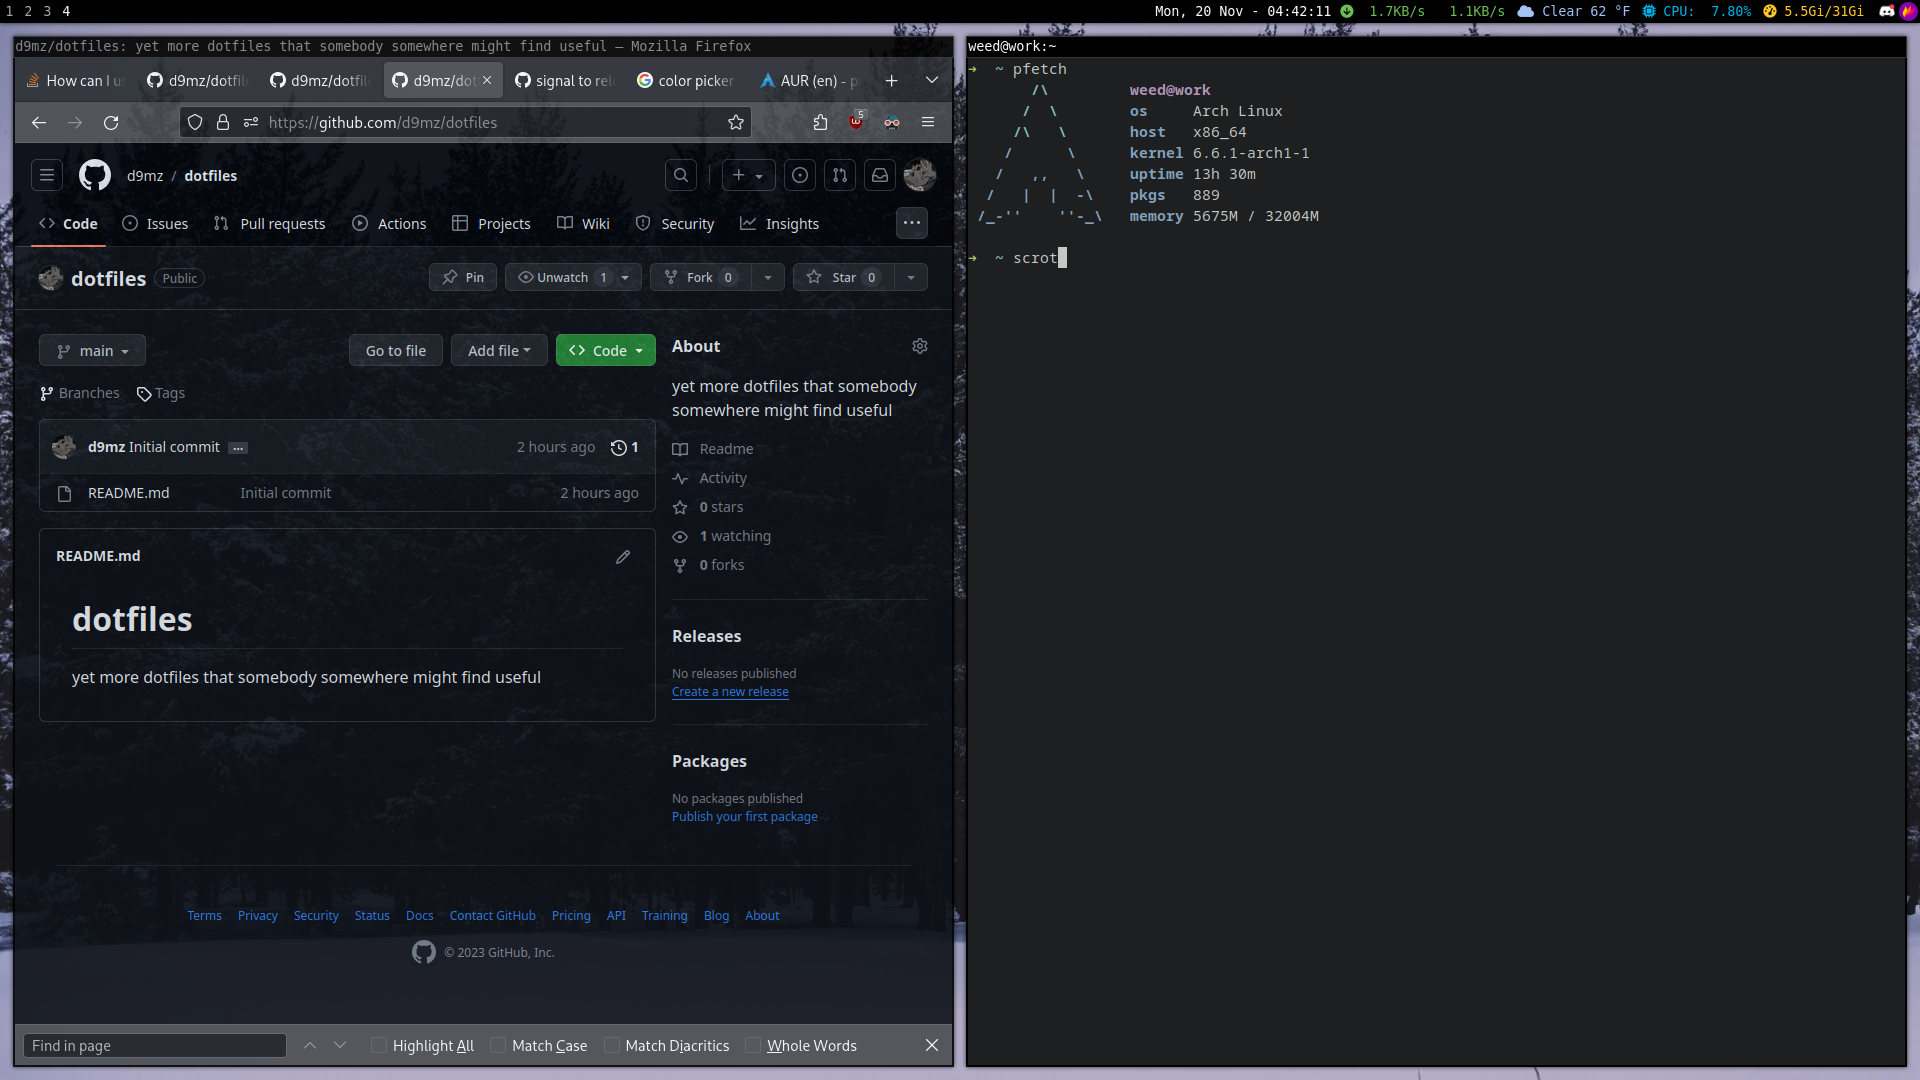 1 2 3 4
Mon, 20 Nov - 04:42:11 1.7KB/s 1.1KB/s Clear 62 °F CPU: 7.80% 5.5Gi/31Gi
d9mz/dotfiles: yet more dotfiles that somebody somewhere might find useful — Mozilla Firefox
How can I u
d9mz/dotfil
d9mz/dotfil
d9mz/dot
signal to rel
color picker
AUR (en) - p
https://github.com/d9mz/dotfiles
5
d9mz / dotfiles
Code Issues Pull requests Actions Projects Wiki Security Insights
dotfiles Public Pin Unwatch 1 Fork 0 Star 0
main Go to file Add file Code
Branches Tags
d9mz Initial commit ... 2 hours ago 1
README.md Initial commit 2 hours ago
README.md
dotfiles
yet more dotfiles that somebody somewhere might find useful
About
yet more dotfiles that somebody
somewhere might find useful
Readme
Activity
0 stars
1 watching
0 forks
Releases
No releases published
Create a new release
Packages
No packages published
Publish your first package
Terms Privacy Security Status Docs Contact GitHub Pricing API Training Blog About
© 2023 GitHub, Inc.
Find in page Highlight All Match Case Match Diacritics Whole Words
weed@work:~
→ ~ pfetch
/\ weed@work
/ \ os Arch Linux
/\ \ host x86_64
/ \ kernel 6.6.1-arch1-1
/ ,, \ uptime 13h 30m
/ | | -\ pkgs 889
/_-'' ''-_\ memory 5675M / 32004M
→ ~ scrot